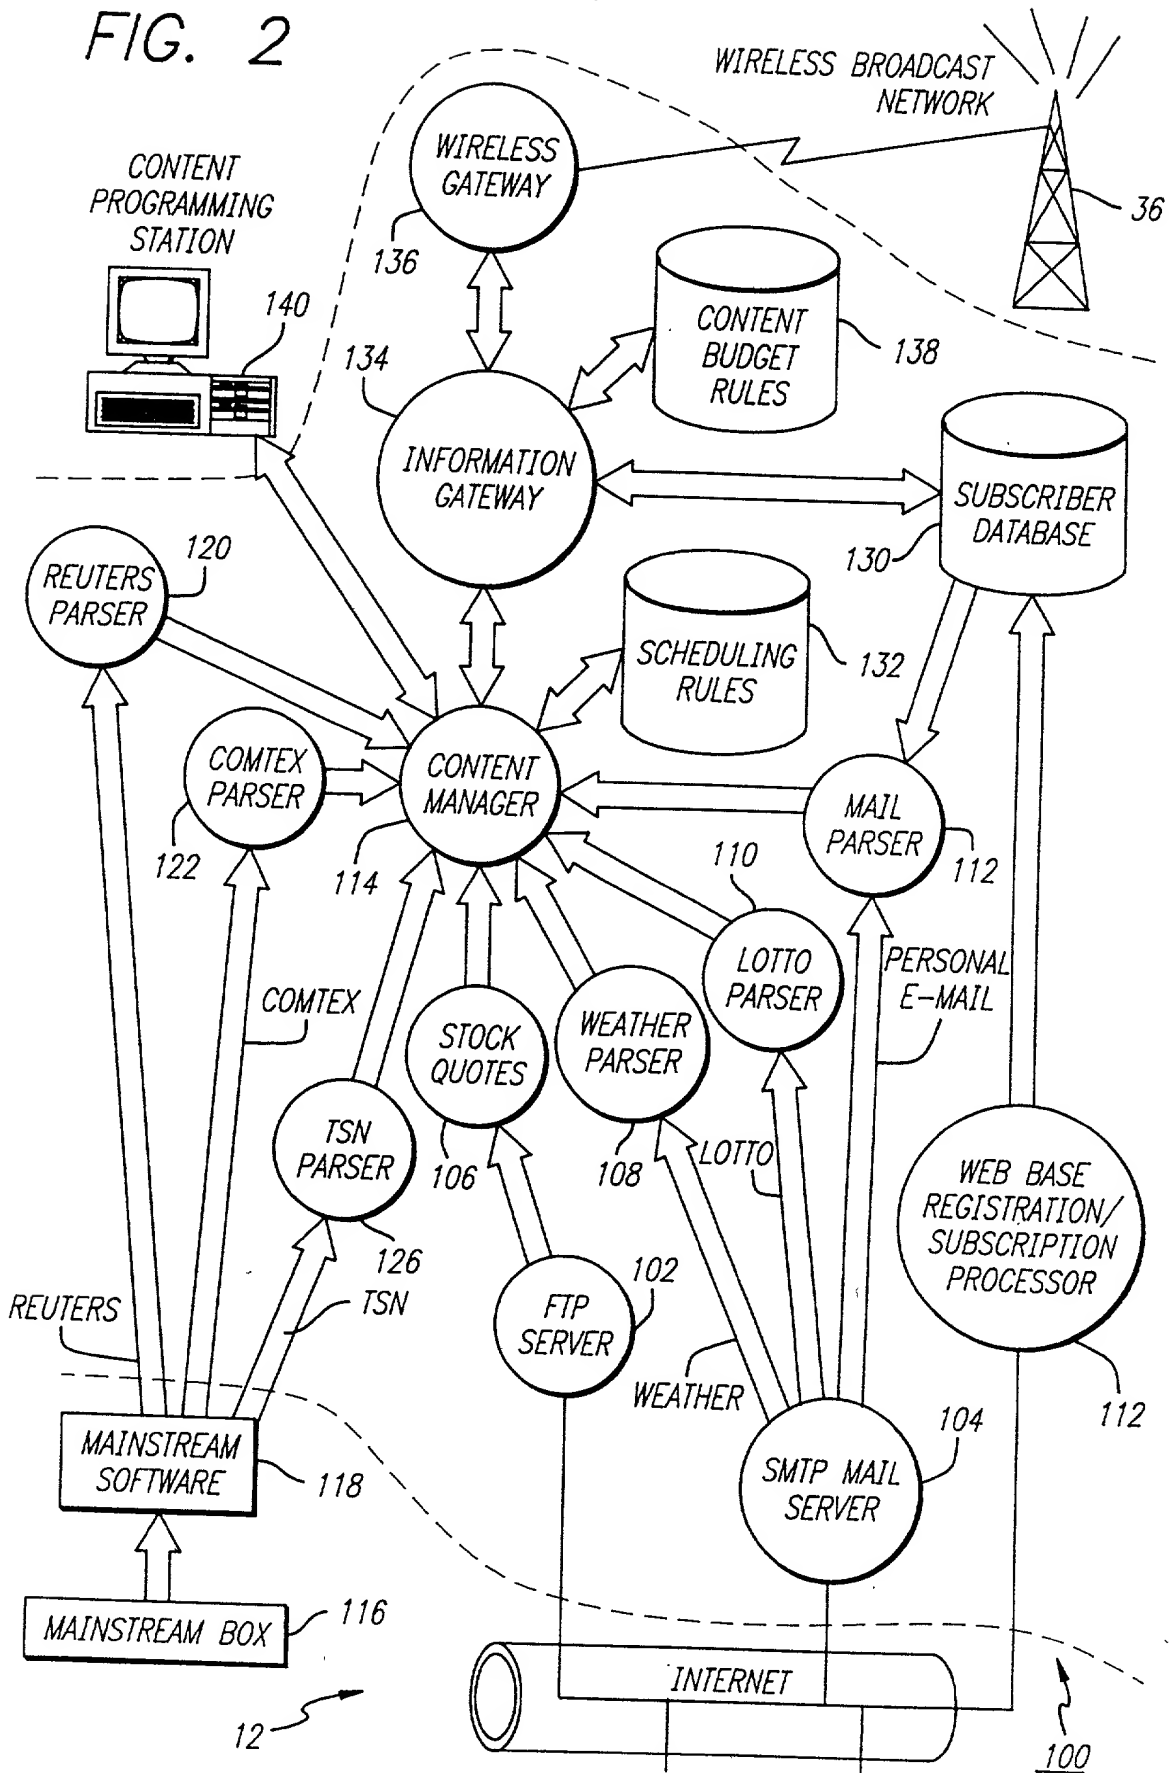 FIG. 2
WIRELESS BROADCAST
NETWORK
36
WIRELESS
GATEWAY
136
CONTENT
PROGRAMMING
STATION
140
CONTENT
BUDGET
RULES
138
134
INFORMATION
GATEWAY
SUBSCRIBER
DATABASE
130
120
REUTERS
PARSER
SCHEDULING
RULES
132
COMTEX
PARSER
122
CONTENT
MANAGER
114
MAIL
PARSER
112
110
LOTTO
PARSER
PERSONAL
E-MAIL
COMTEX
STOCK
QUOTES
106
WEATHER
PARSER
108
LOTTO
TSN
PARSER
126
TSN
WEB BASE
REGISTRATION/
SUBSCRIPTION
PROCESSOR
112
102
FTP
SERVER
REUTERS
WEATHER
104
SMTP MAIL
SERVER
MAINSTREAM
SOFTWARE
118
MAINSTREAM BOX
116
INTERNET
12
100